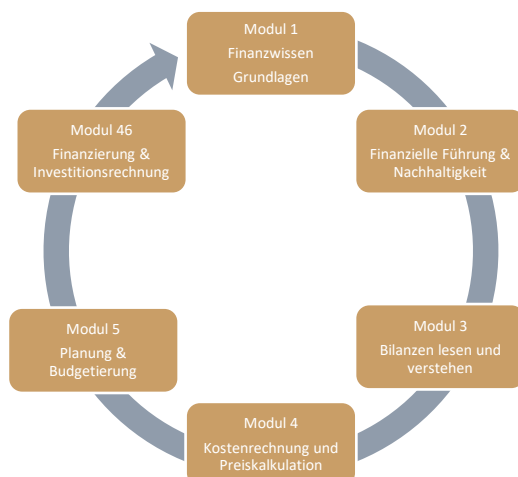 Modul 1
Finanzwissen
Grundlagen
Modul 2
Finanzielle Führung &
Nachhaltigkeit
Modul 3
Bilanzen lesen und
verstehen
Modul 4
Kostenrechnung und
Preiskalkulation
Modul 5
Planung &
Budgetierung
Modul 46
Finanzierung &
Investitionsrechnung